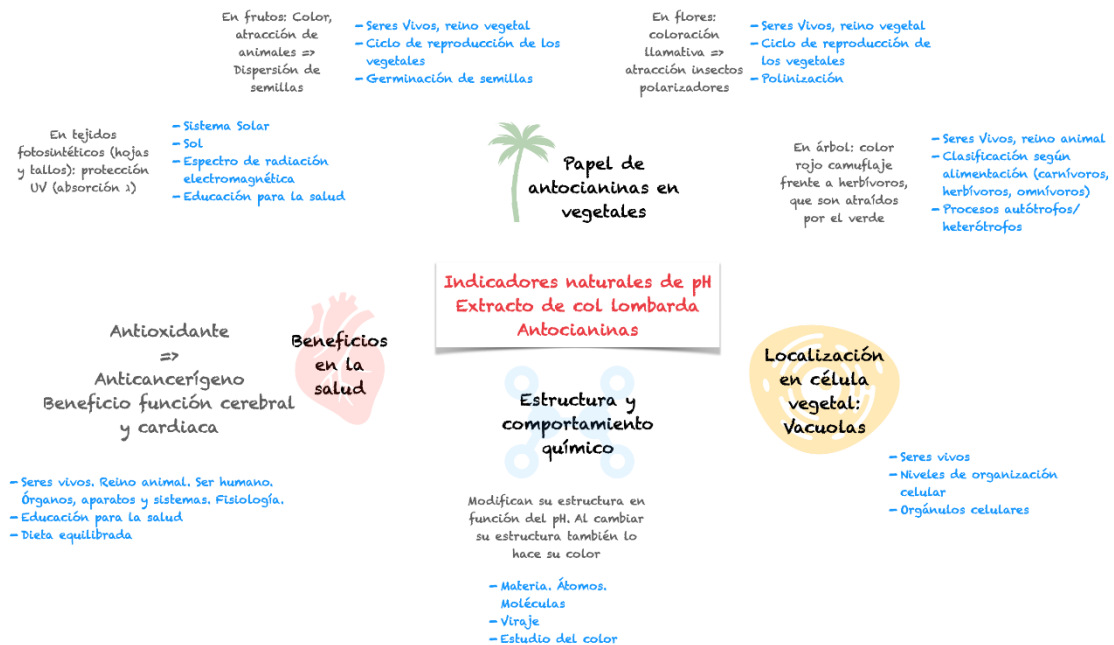 En frutos: Color,
atracción de
animales =>
Dispersión de
semillas
- Seres Vivos, reino vegetal
- Ciclo de reproducción de los
vegetales
- Germinación de semillas
En flores:
coloración
llamativa =>
atracción insectos
polarizadores
- Seres Vivos, reino vegetal
- Ciclo de reproducción de
los vegetales
- Polinización
En tejidos
fotosintéticos (hojas
y tallos): protección
UV (absorción λ)
- Sistema Solar
- Sol
- Espectro de radiación
electromagnética
- Educación para la salud
Papel de
antocianinas en
vegetales
En árbol: color
rojo camuflaje
frente a herbívoros,
que son atraídos
por el verde
- Seres Vivos, reino animal
- Clasificación según
alimentación (carnívoros,
herbívoros, omnívoros)
- Procesos autótrofos/
heterótrofos
Indicadores naturales de pH
Extracto de col lombarda
Antocianinas
Antioxidante
=>
Anticancerígeno
Beneficio función cerebral
y cardiaca
Beneficios
en la
salud
- Seres vivos. Reino animal. Ser humano.
Órganos, aparatos y sistemas. Fisiología.
- Educación para la salud
- Dieta equilibrada
Estructura y
comportamiento
químico
Modifican su estructura en
función del pH. Al cambiar
su estructura también lo
hace su color
- Materia. Átomos.
Moléculas
- Viraje
- Estudio del color
Localización
en célula
vegetal:
Vacuolas
- Seres vivos
- Niveles de organización
celular
- Orgánulos celulares